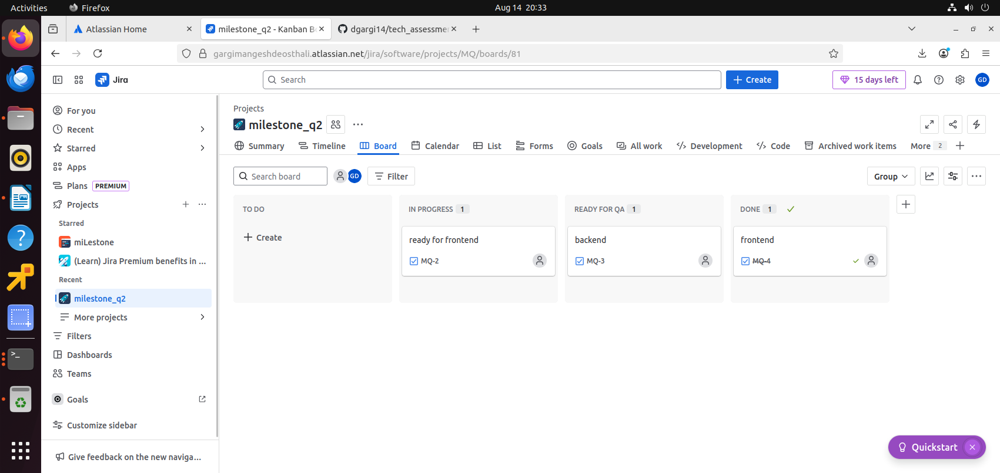 Activities
Firefox
Aug 14 20:33
Atlassian Home
milestone_q2 - Kanban Bo
dgargi14/tech_assessme
gargimangeshdeosthali.atlassian.net/jira/software/projects/MQ/boards/81
Jira
Search
Create
15 days left
GD
For you
Recent
Starred
Apps
Plans PREMIUM
Projects
Starred
miLestone
(Learn) Jira Premium benefits in ...
Recent
milestone_q2
More projects
Filters
Dashboards
Teams
Goals
Customize sidebar
Give feedback on the new naviga...
Projects
milestone_q2
Summary
Timeline
Board
Calendar
List
Forms
Goals
All work
Development
Code
Archived work items
More 2
Search board
GD
Filter
Group
TO DO
Create
IN PROGRESS 1
ready for frontend
MQ-2
READY FOR QA 1
backend
MQ-3
DONE 1
frontend
MQ-4
Quickstart